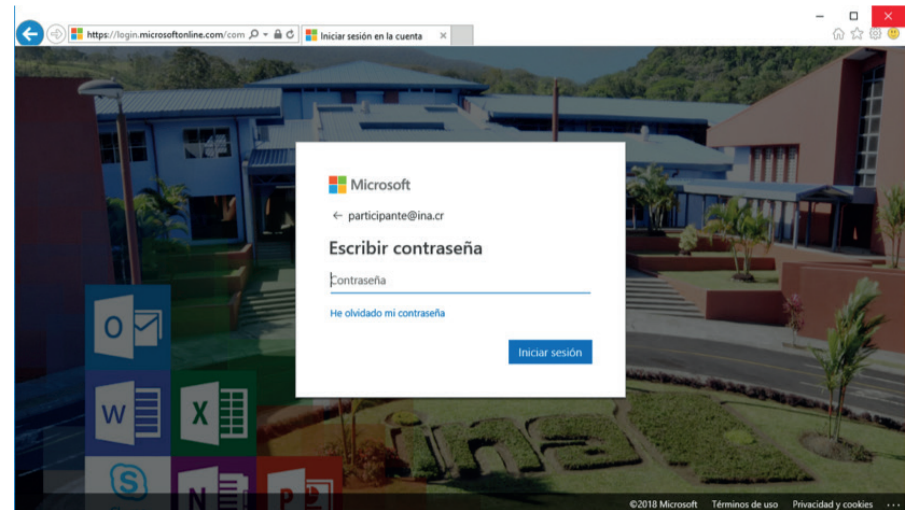 https://login.microsoftonline.com/com
Iniciar sesión en la cuenta
Microsoft
← participante@ina.cr
Escribir contraseña
Contraseña
He olvidado mi contraseña
Iniciar sesión
O
W
X
S
N
P
ina
©2018 Microsoft Términos de uso Privacidad y cookies ...